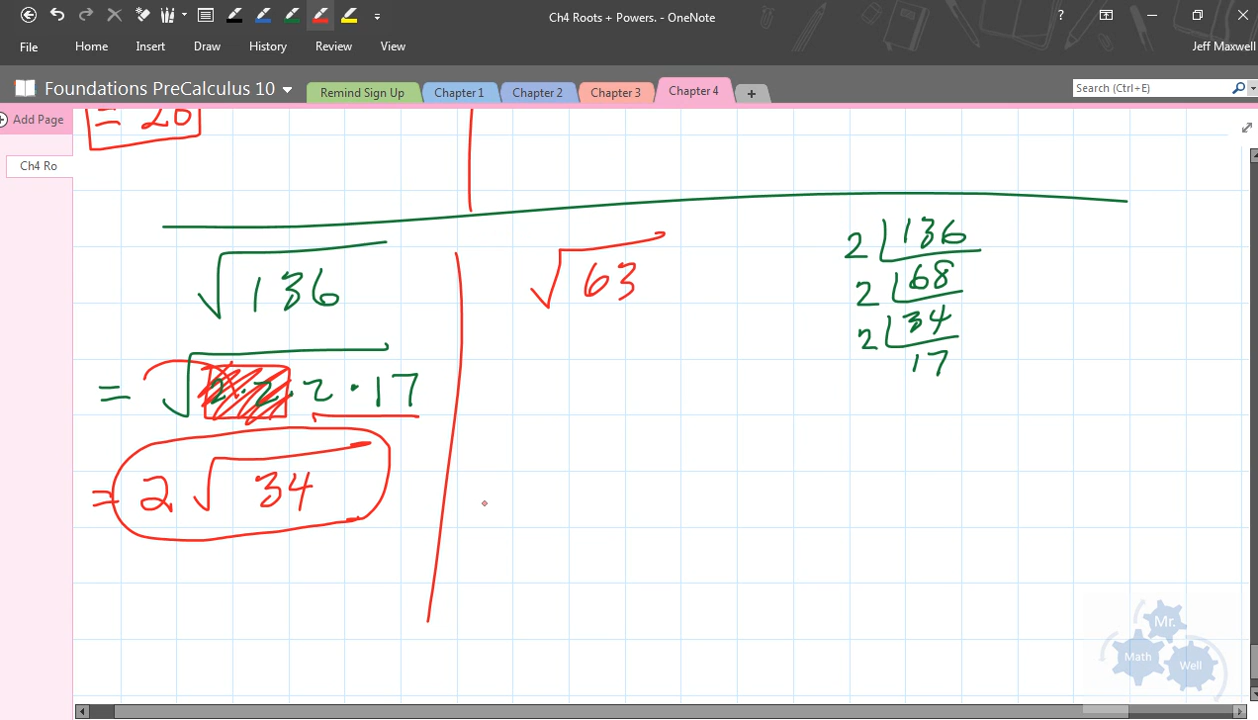 Ch4 Roots + Powers. - OneNote
?
File
Home
Insert
Draw
History
Review
View
Jeff Maxwell
Foundations PreCalculus 10
Remind Sign Up
Chapter 1
Chapter 2
Chapter 3
Chapter 4
+
Search (Ctrl+E)
Add Page
Ch4 Ro
= 20
√136
= √2·2·2·17
= 2√34
√63
2 136
2 68
2 34
17
Mr.
Math
Well